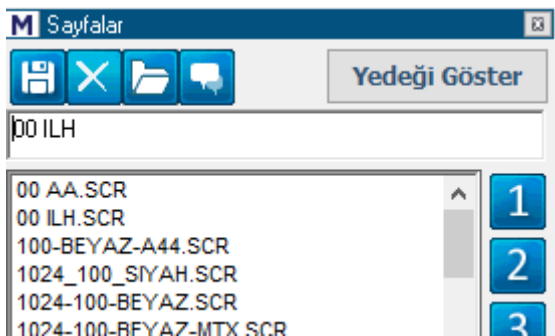 M Sayfalar
Yedeği Göster
00 ILH
00 AA.SCR
1
00 ILH.SCR
100-BEYAZ-A44.SCR
2
1024_100_SIYAH.SCR
1024-100-BEYAZ.SCR
1024-100-BEYAZ-MTX.SCR
3